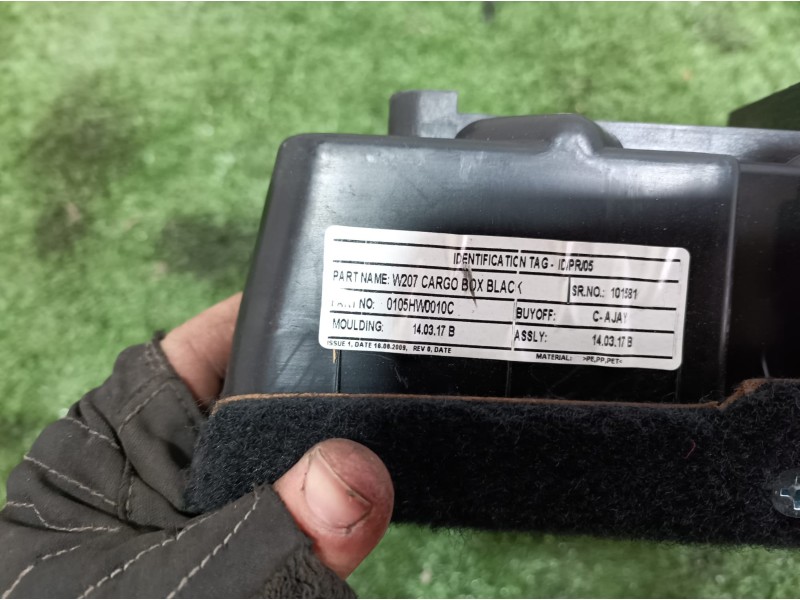 IDENTIFICATION TAG - ID/PR/05
PART NAME: W207 CARGO BOX BLACK
SR.NO.: 101581
PART NO: 0105HW0010C
BUYOFF: C-AJAY
MOULDING: 14.03.17 B
ASSLY: 14.03.17 B
ISSUE 1, DATE 16.08.2009, REV 0, DATE
MATERIAL: >PE,PP,PET<